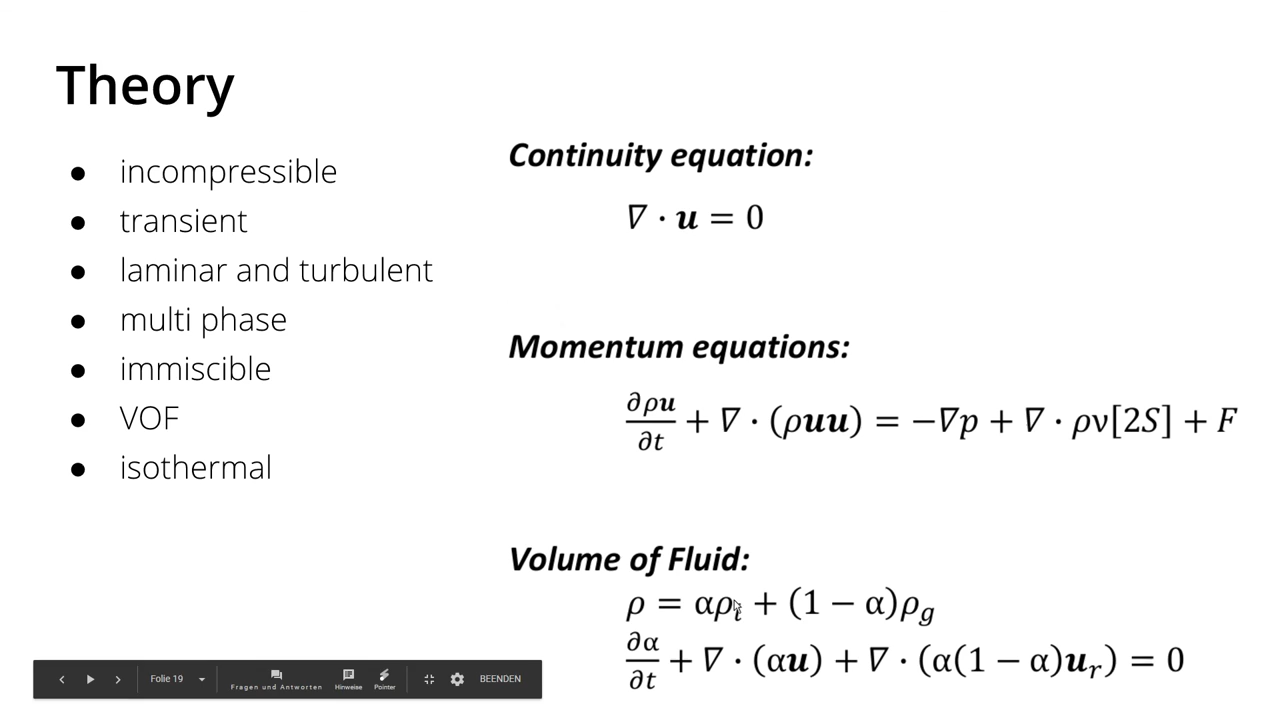 Theory
● incompressible
● transient
● laminar and turbulent
● multi phase
● immiscible
● VOF
● isothermal
Continuity equation:
∇ · u = 0
Momentum equations:
∂ρu/∂t + ∇ · (ρuu) = −∇p + ∇ · ρν[2S] + F
Volume of Fluid:
ρ = αρₗ + (1 − α)ρg
∂α/∂t + ∇ · (αu) + ∇ · (α(1 − α)uᵣ) = 0
Folie 19
Fragen und Antworten
Hinweise
Pointer
BEENDEN